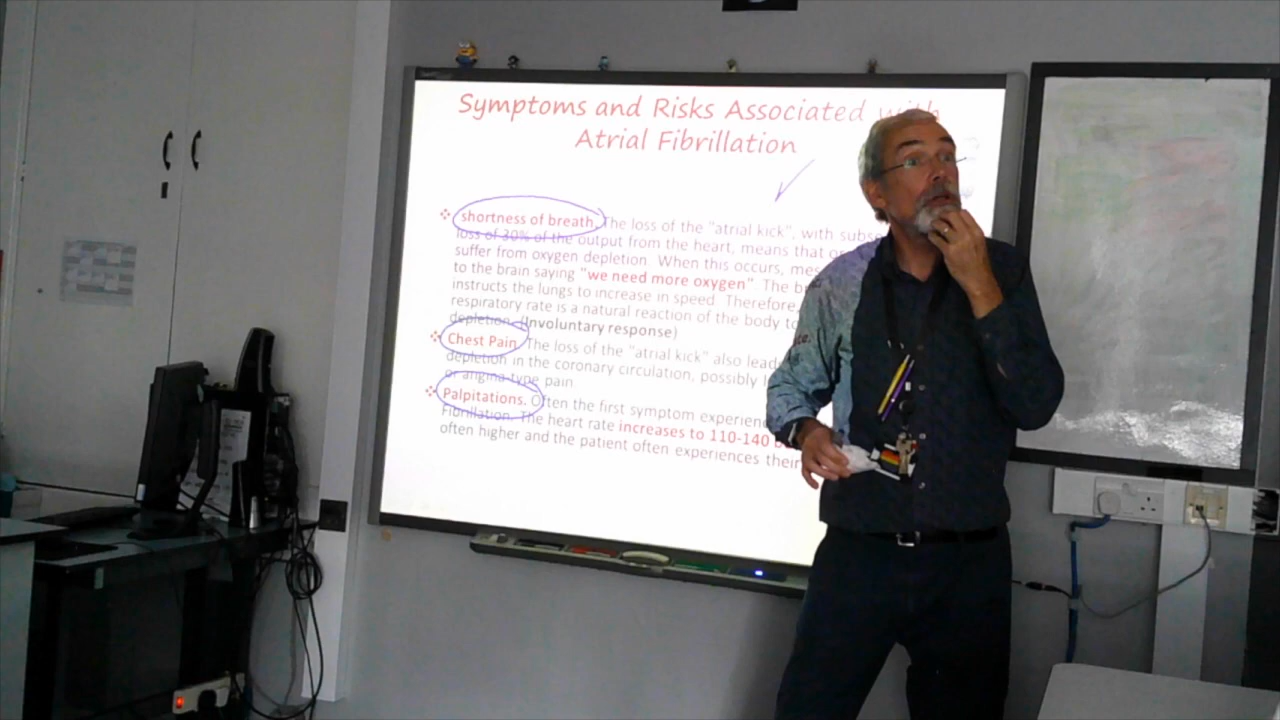 Symptoms and Risks Associated with
Atrial Fibrillation
shortness of breath. The loss of the "atrial kick", with
loss of 30% of the output from the heart, means that
suffer from oxygen depletion. When this occurs,
to the brain saying "we need more oxygen". The
instructs the lungs to increase in speed. Therefore,
respiratory rate is a natural reaction of the body to
depletion. (Involuntary response)
Chest Pain. The loss of the "atrial kick" also
depletion in the coronary circulation, possibly
or angina-type pain
Palpitations. Often the first symptom
Fibrillation. The heart rate increases to 110-140
often higher and the patient often experiences